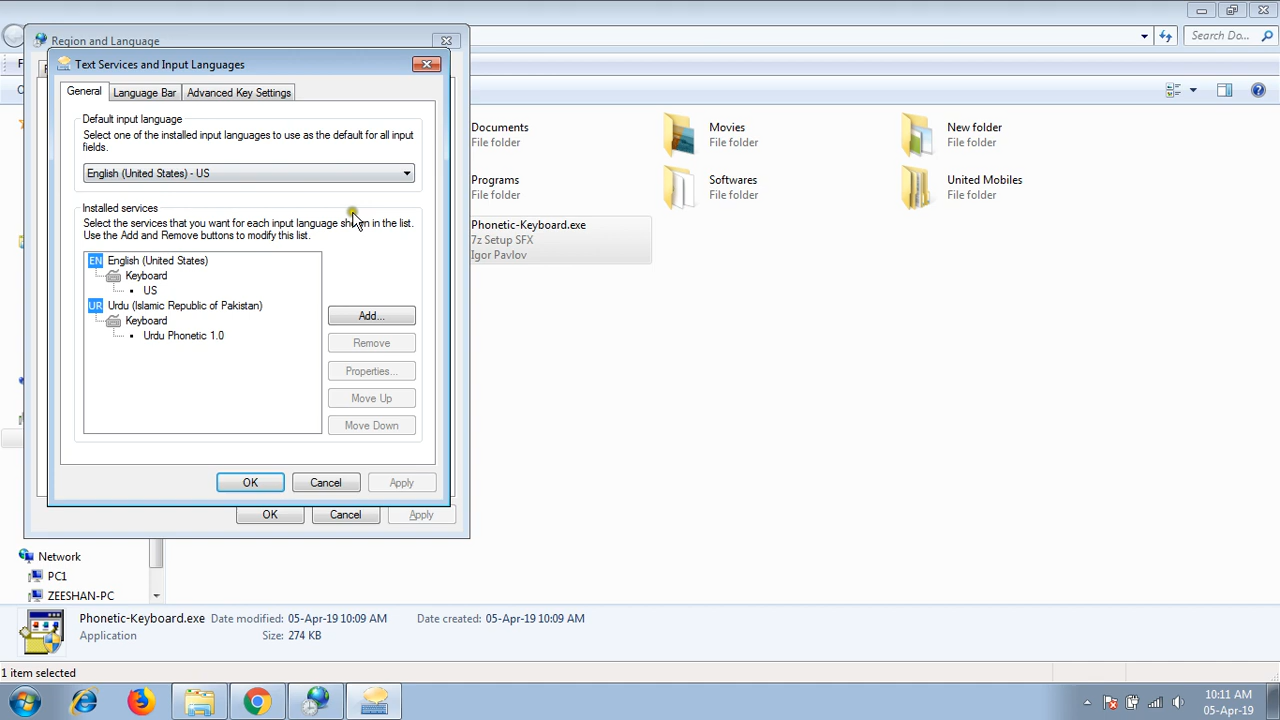 Region and Language
Search Do...
Text Services and Input Languages
General
Language Bar
Advanced Key Settings
Default input language
Select one of the installed input languages to use as the default for all input
fields.
English (United States) - US
Installed services
Select the services that you want for each input language shown in the list.
Use the Add and Remove buttons to modify this list.
EN English (United States)
Keyboard
US
UR Urdu (Islamic Republic of Pakistan)
Keyboard
Urdu Phonetic 1.0
Add...
Remove
Properties...
Move Up
Move Down
OK
Cancel
Apply
OK
Cancel
Apply
Documents
File folder
Movies
File folder
New folder
File folder
Programs
File folder
Softwares
File folder
United Mobiles
File folder
Phonetic-Keyboard.exe
7z Setup SFX
Igor Pavlov
Network
PC1
ZEESHAN-PC
Phonetic-Keyboard.exe Date modified: 05-Apr-19 10:09 AM Date created: 05-Apr-19 10:09 AM
Application Size: 274 KB
1 item selected
10:11 AM
05-Apr-19